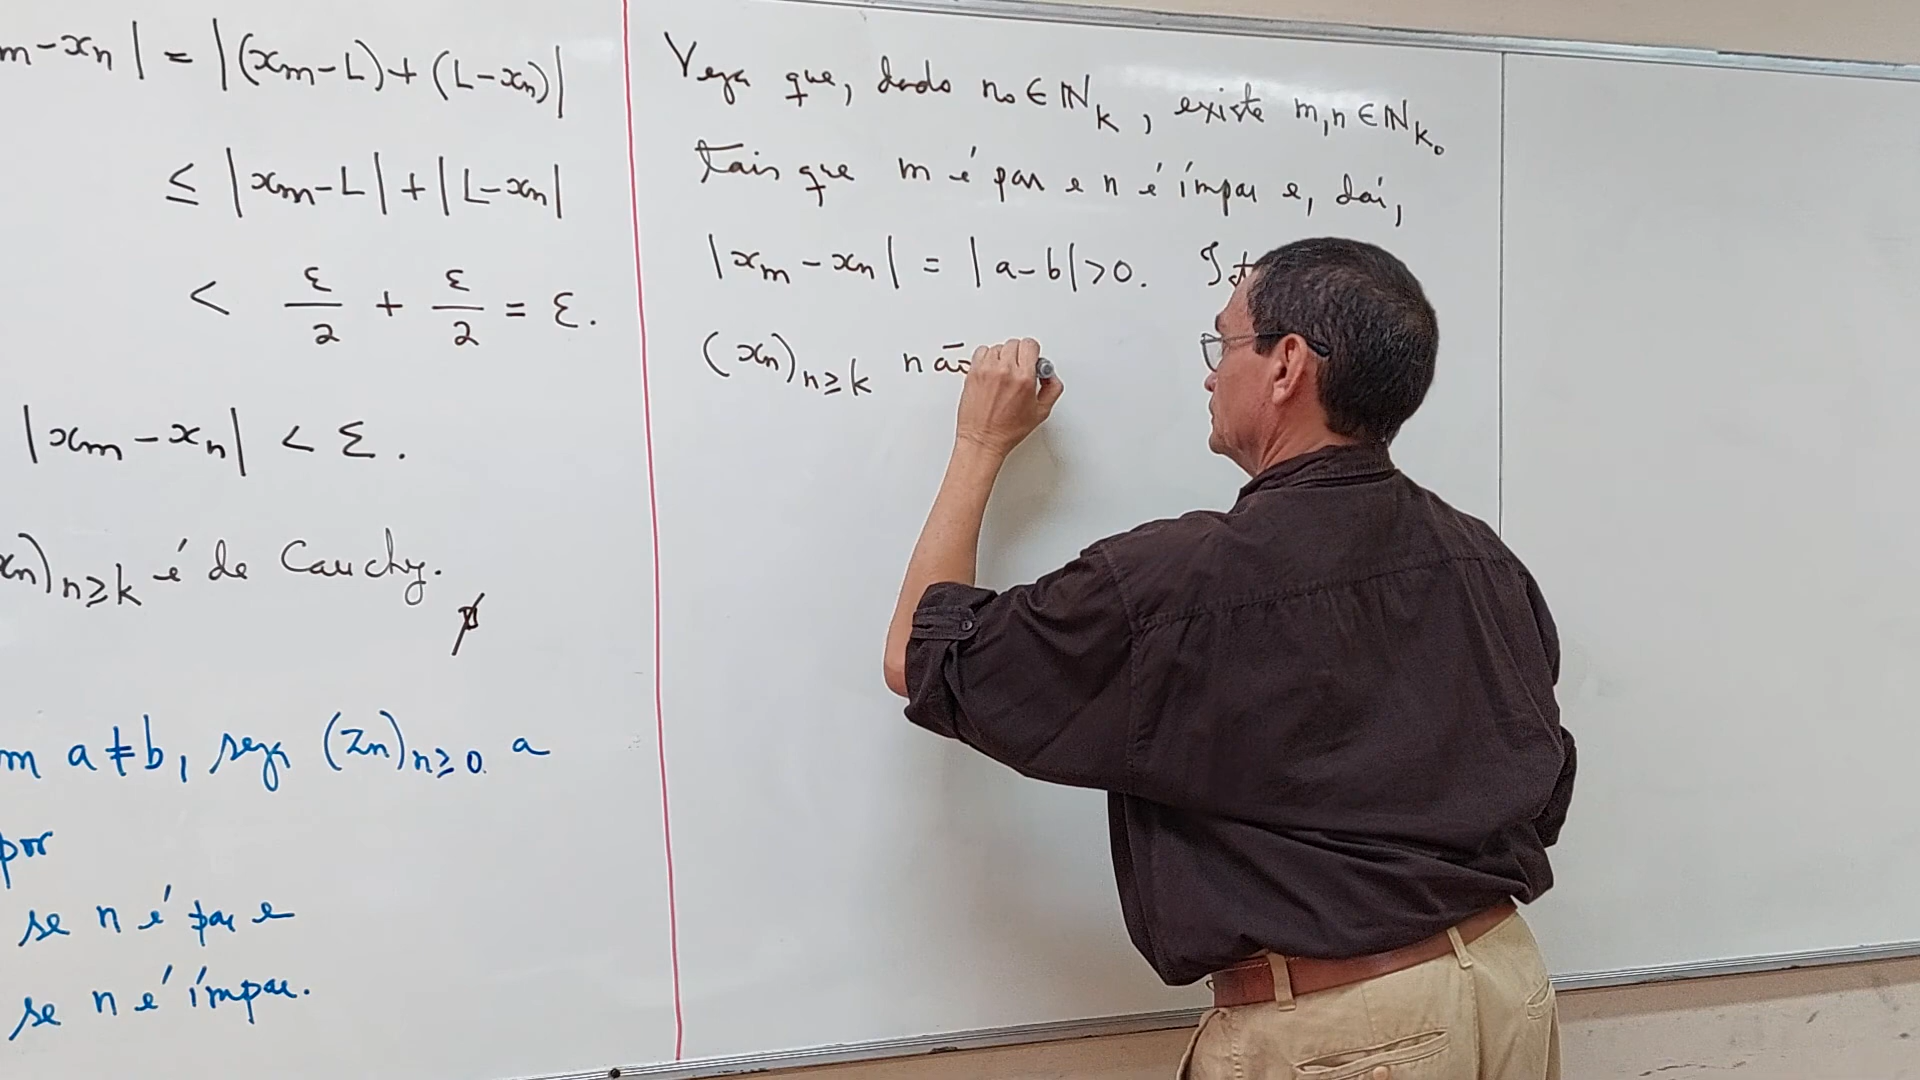 m-xn| = |(xm-L)+(L-xn)|
≤ |xm-L|+|L-xn|
< ε/2 + ε/2 = ε.
|xm-xn| < ε.
xn)n≥k é de Cauchy.
m a≠b, seja (zn)n≥0 a
por
se n é par e
se n é ímpar.
Veja que, dado n₀∈ℕk, existe m,n∈ℕk₀
tais que m é par e n é ímpar e, daí,
|xm-xn| = |a-b|>0.
(xn)n≥k não